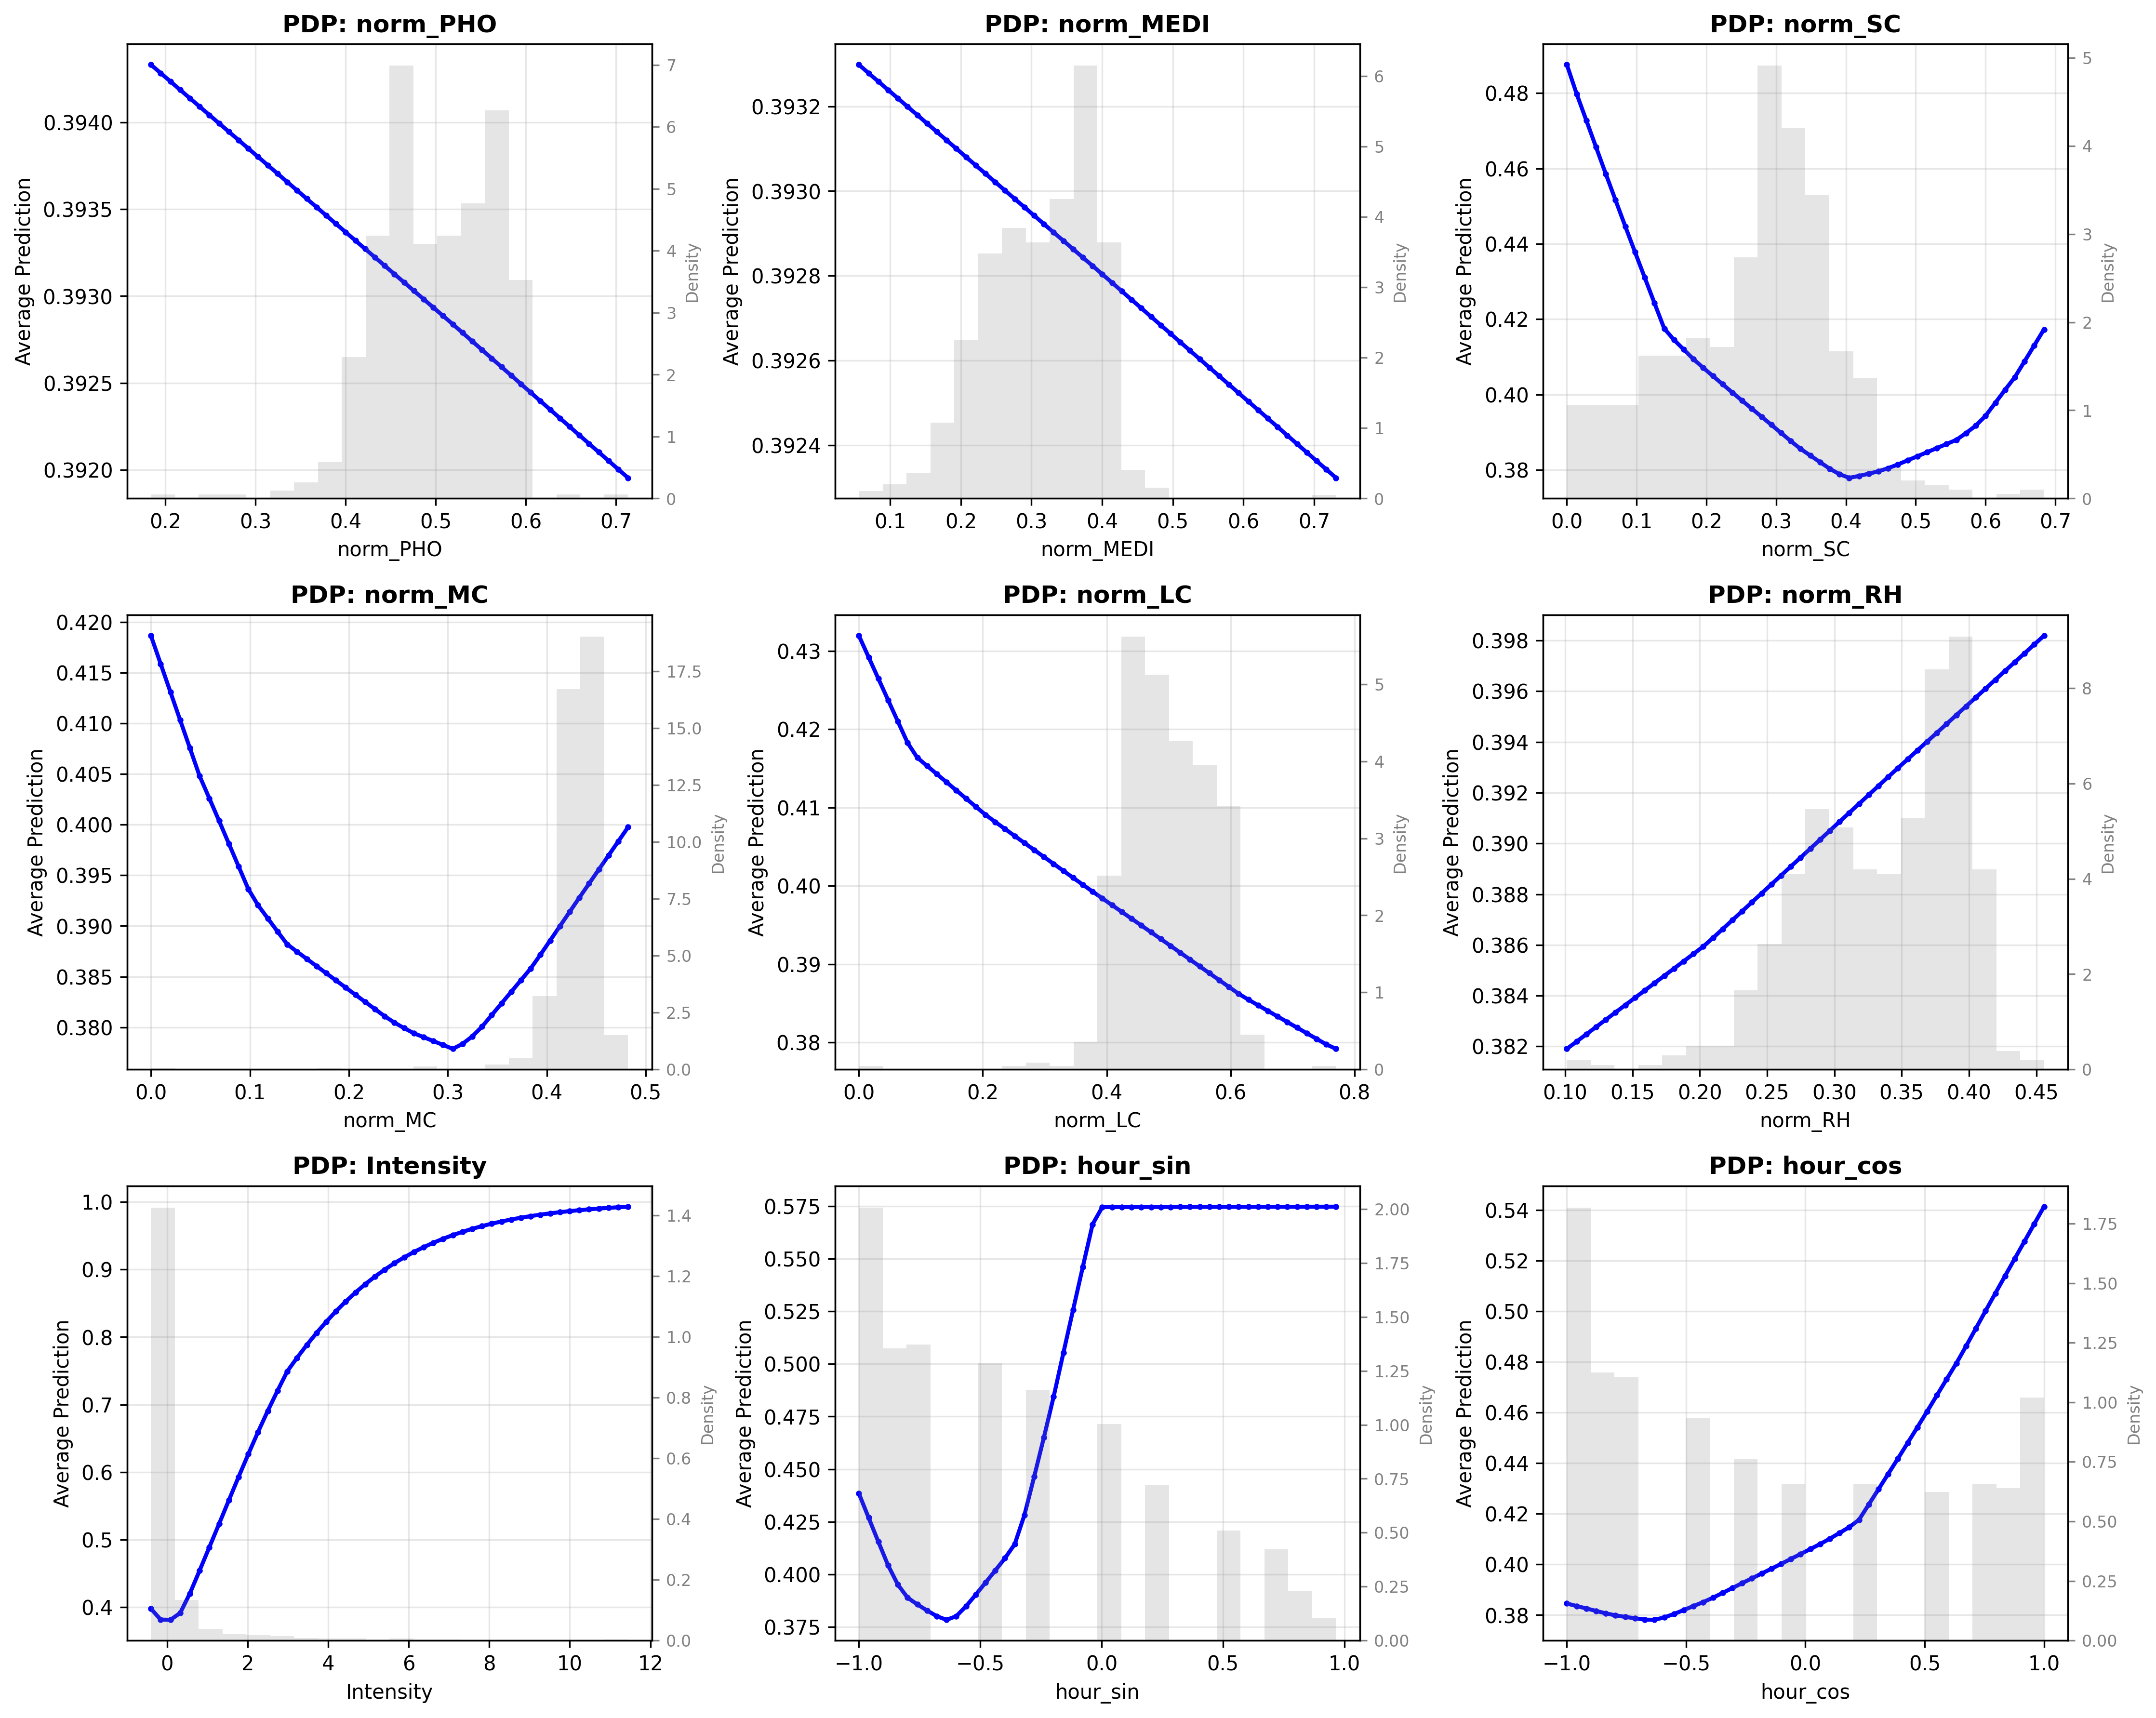 PDP: norm_PHO
Average Prediction
0.3940
0.3935
0.3930
0.3925
0.3920
7
6
5
4
3
2
1
0
Density
0.2 0.3 0.4 0.5 0.6 0.7
norm_PHO
PDP: norm_MEDI
Average Prediction
0.3932
0.3930
0.3928
0.3926
0.3924
6
5
4
3
2
1
0
Density
0.1 0.2 0.3 0.4 0.5 0.6 0.7
norm_MEDI
PDP: norm_SC
Average Prediction
0.48
0.46
0.44
0.42
0.40
0.38
5
4
3
2
1
0
Density
0.0 0.1 0.2 0.3 0.4 0.5 0.6 0.7
norm_SC
PDP: norm_MC
Average Prediction
0.420
0.415
0.410
0.405
0.400
0.395
0.390
0.385
0.380
17.5
15.0
12.5
10.0
7.5
5.0
2.5
0.0
Density
0.0 0.1 0.2 0.3 0.4 0.5
norm_MC
PDP: norm_LC
Average Prediction
0.43
0.42
0.41
0.40
0.39
0.38
5
4
3
2
1
0
Density
0.0 0.2 0.4 0.6 0.8
norm_LC
PDP: norm_RH
Average Prediction
0.398
0.396
0.394
0.392
0.390
0.388
0.386
0.384
0.382
8
6
4
2
0
Density
0.10 0.15 0.20 0.25 0.30 0.35 0.40 0.45
norm_RH
PDP: Intensity
Average Prediction
1.0
0.9
0.8
0.7
0.6
0.5
0.4
1.4
1.2
1.0
0.8
0.6
0.4
0.2
0.0
Density
0 2 4 6 8 10 12
Intensity
PDP: hour_sin
Average Prediction
0.575
0.550
0.525
0.500
0.475
0.450
0.425
0.400
0.375
2.00
1.75
1.50
1.25
1.00
0.75
0.50
0.25
0.00
Density
−1.0 −0.5 0.0 0.5 1.0
hour_sin
PDP: hour_cos
Average Prediction
0.54
0.52
0.50
0.48
0.46
0.44
0.42
0.40
0.38
1.75
1.50
1.25
1.00
0.75
0.50
0.25
0.00
Density
−1.0 −0.5 0.0 0.5 1.0
hour_cos